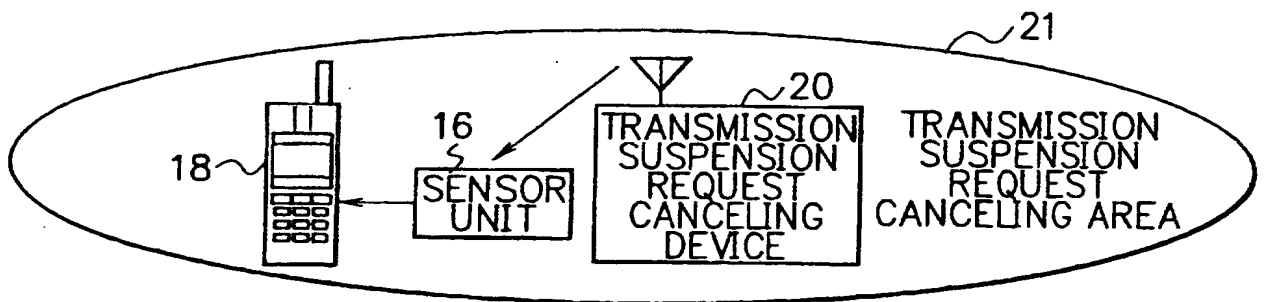 21
20
16
18
SENSOR
UNIT
TRANSMISSION
SUSPENSION
REQUEST
CANCELING
DEVICE
TRANSMISSION
SUSPENSION
REQUEST
CANCELING AREA